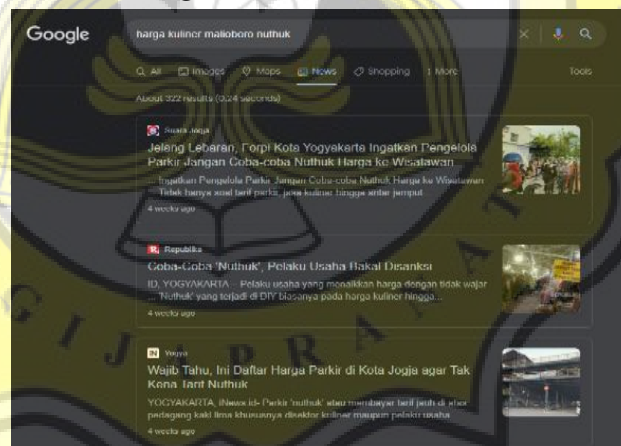 Google
harga kuliner malioboro nuthuk
All Images Maps News Shopping More Tools
About 322 results (0,24 seconds)
Suara Jogja
Jelang Lebaran, Forpi Kota Yogyakarta Ingatkan Pengelola
Parkir Jangan Coba-coba Nuthuk Harga ke Wisatawan
... Ingatkan Pengelola Parkir Jangan Coba-coba Nuthuk Harga ke Wisatawan
... Tidak hanya soal tarif parkir, jasa kuliner hingga antar jemput.
4 weeks ago
Republika
Coba-Coba 'Nuthuk', Pelaku Usaha Bakal Disanksi
ID, YOGYAKARTA – Pelaku usaha yang menaikkan harga dengan tidak wajar
... 'Nuthuk' yang terjadi di DIY biasanya pada harga kuliner hingga...
4 weeks ago
IN Yogya
Wajib Tahu, Ini Daftar Harga Parkir di Kota Jogja agar Tak
Kena Tarif Nuthuk
YOGYAKARTA, iNews.id- Parkir 'nuthuk' atau membayar tarif jauh di
pedagang kaki lima khususnya disektor kuliner maupun pelaku usaha
4 weeks ago
GIJAPRANAT